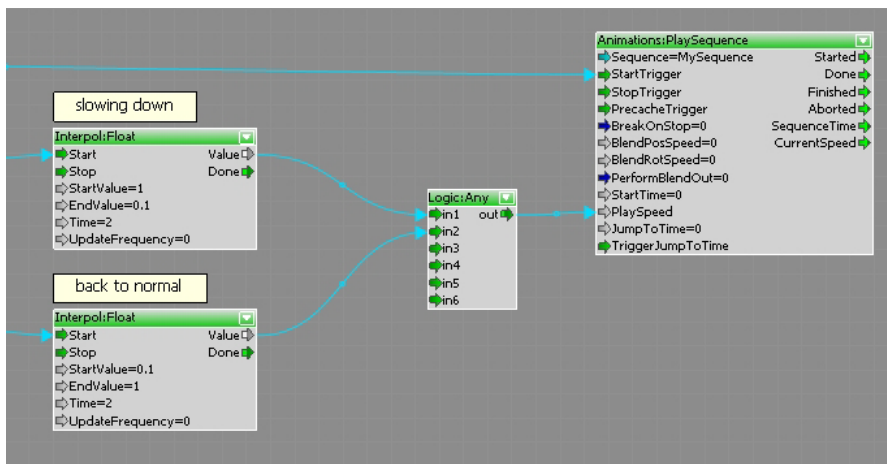 Animations:PlaySequence
Sequence=MySequence Started
StartTrigger Done
StopTrigger Finished
PrecacheTrigger Aborted
BreakOnStop=0 SequenceTime
BlendPosSpeed=0 CurrentSpeed
BlendRotSpeed=0
PerformBlendOut=0
StartTime=0
PlaySpeed
JumpToTime=0
TriggerJumpToTime
slowing down
Interpol:Float
Start Value
Stop Done
StartValue=1
EndValue=0.1
Time=2
UpdateFrequency=0
Logic:Any
in1 out
in2
in3
in4
in5
in6
back to normal
Interpol:Float
Start Value
Stop Done
StartValue=0.1
EndValue=1
Time=2
UpdateFrequency=0